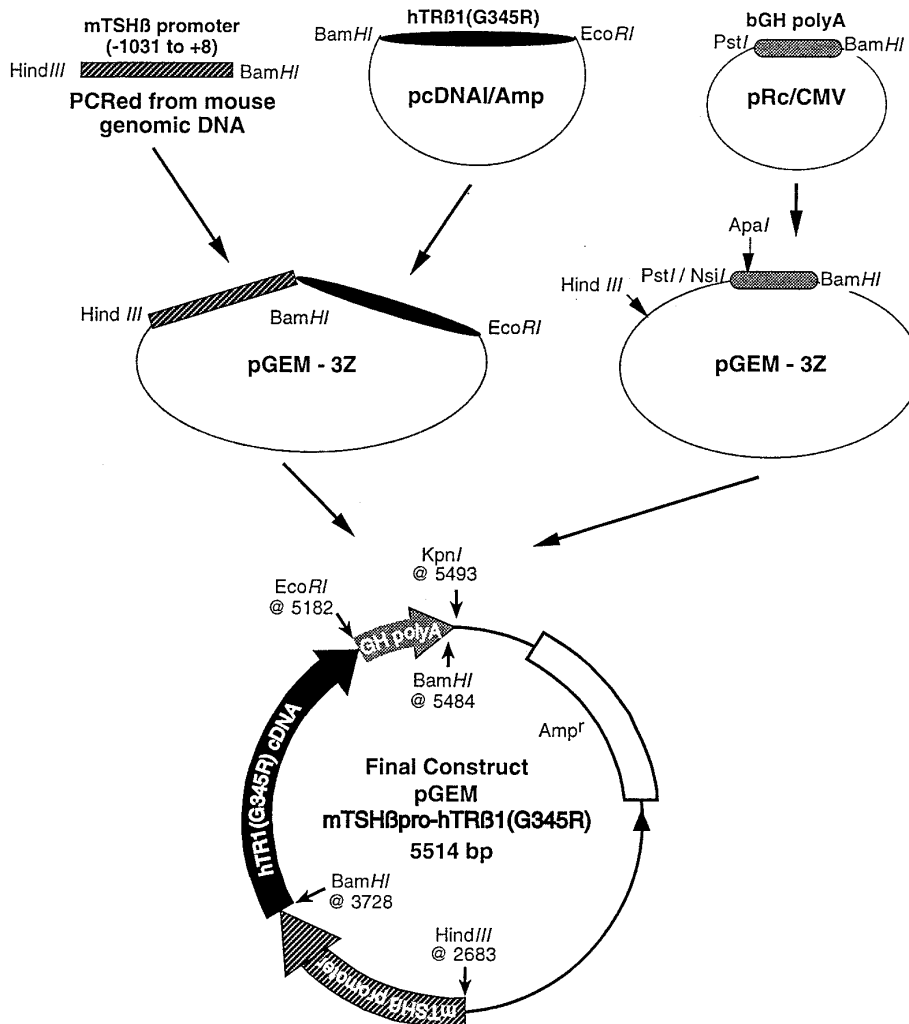 mTSHß promoter
(-1031 to +8)
HindIII
BamHI
PCRed from mouse
genomic DNA
hTRß1(G345R)
BamHI
EcoRI
pcDNAI/Amp
bGH polyA
PstI
BamHI
pRc/CMV
Hind III
BamHI
EcoRI
pGEM - 3Z
ApaI
Hind III
PstI / NsiI
BamHI
pGEM - 3Z
KpnI
@ 5493
EcoRI
@ 5182
GH polyA
BamHI
@ 5484
Ampr
hTR1(G345R) cDNA
Final Construct
pGEM
mTSHßpro-hTRß1(G345R)
5514 bp
BamHI
@ 3728
HindIII
@ 2683
mTSHß promoter